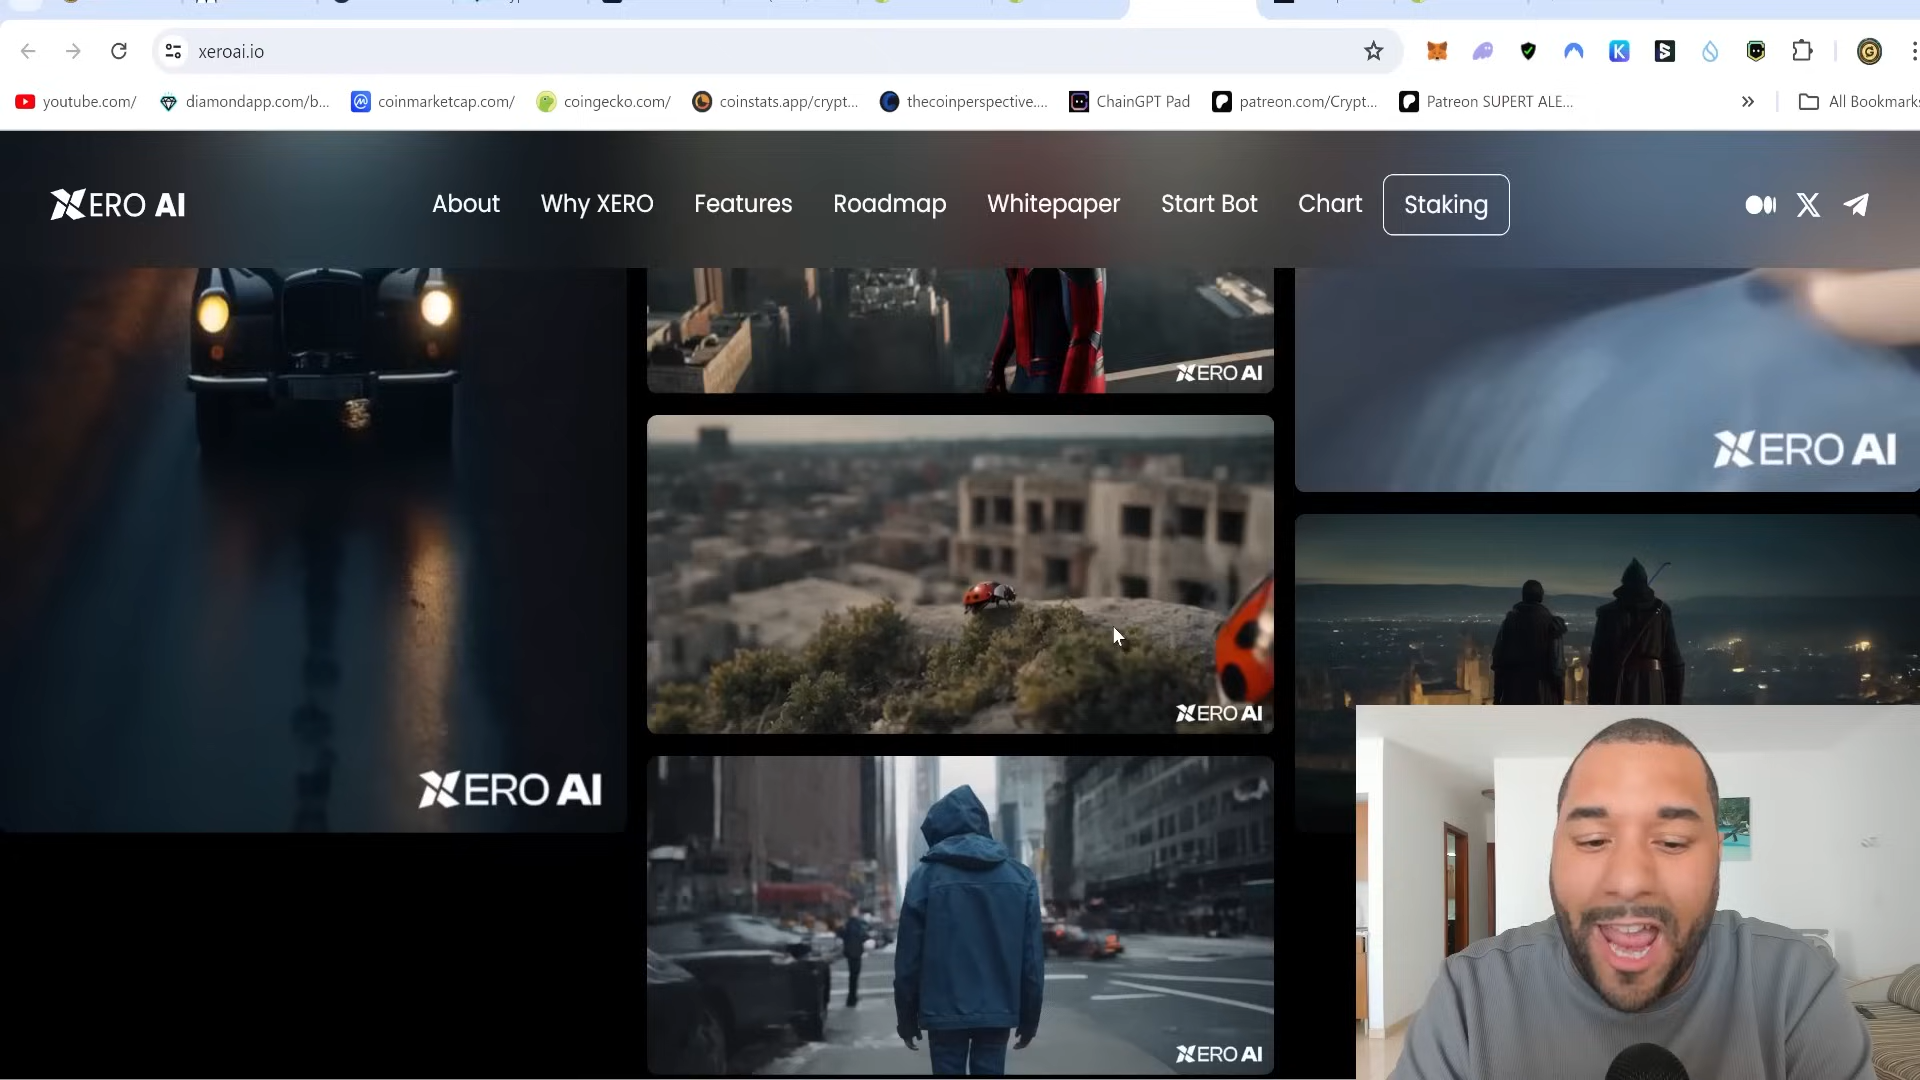 xeroai.io
youtube.com/
diamondapp.com/b...
coinmarketcap.com/
coingecko.com/
coinstats.app/crypt...
thecoinperspective....
ChainGPT Pad
patreon.com/Crypt...
Patreon SUPERT ALE...
All Bookmarks
XERO AI
About
Why XERO
Features
Roadmap
Whitepaper
Start Bot
Chart
Staking
XERO AI
XERO AI
XERO AI
XERO AI
XERO AI